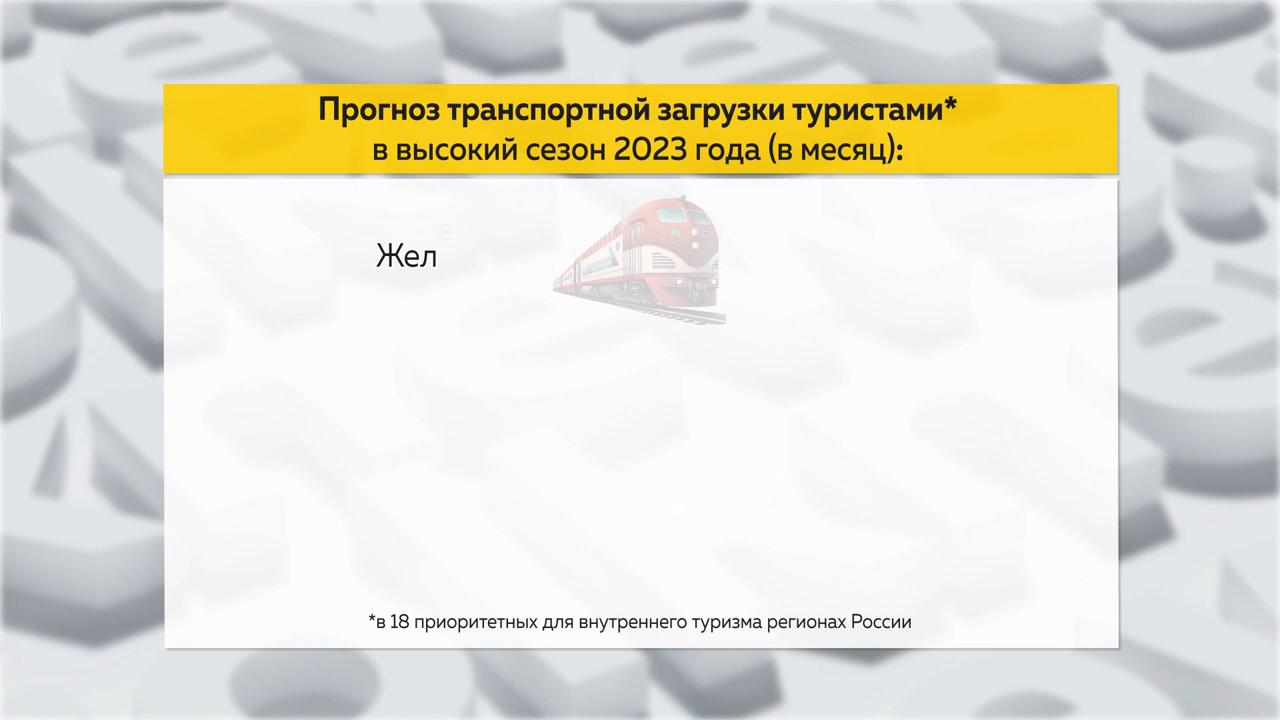 Прогноз транспортной загрузки туристами*
в высокий сезон 2023 года (в месяц):
Жел
*в 18 приоритетных для внутреннего туризма регионах России